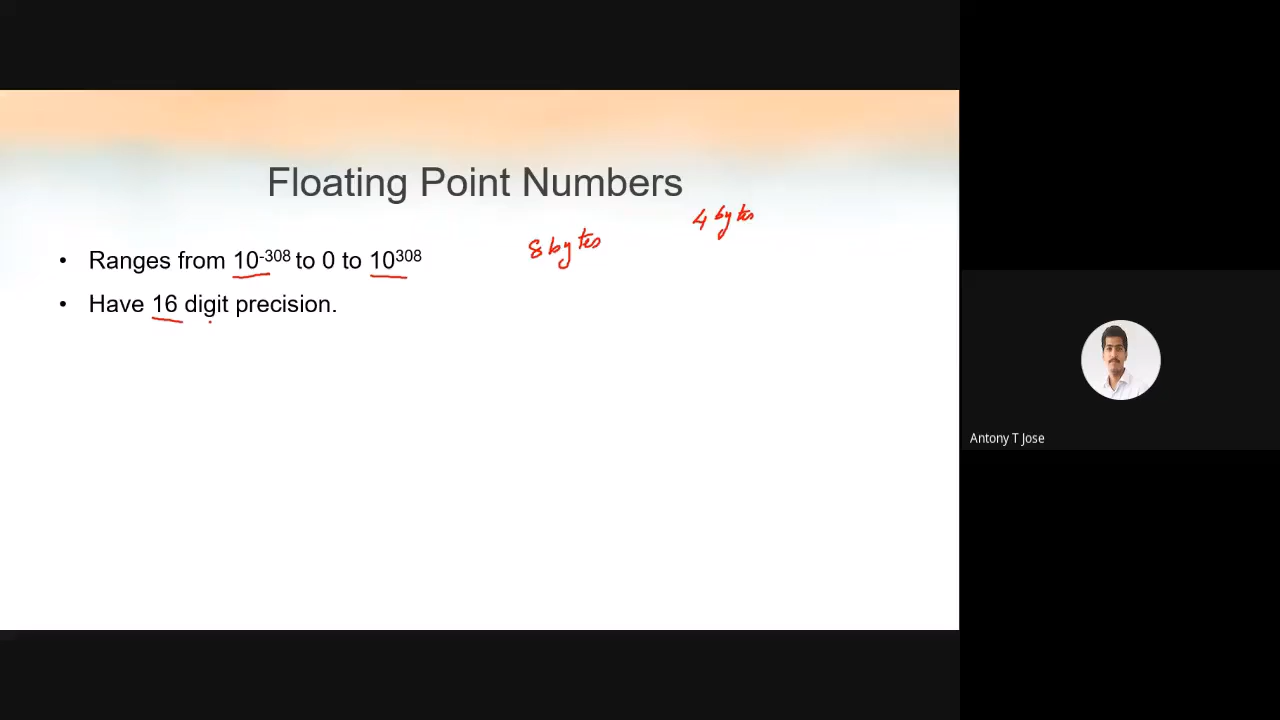 Floating Point Numbers
4 bytes
8 bytes
• Ranges from 10⁻³⁰⁸ to 0 to 10³⁰⁸
• Have 16 digit precision.
Antony T Jose